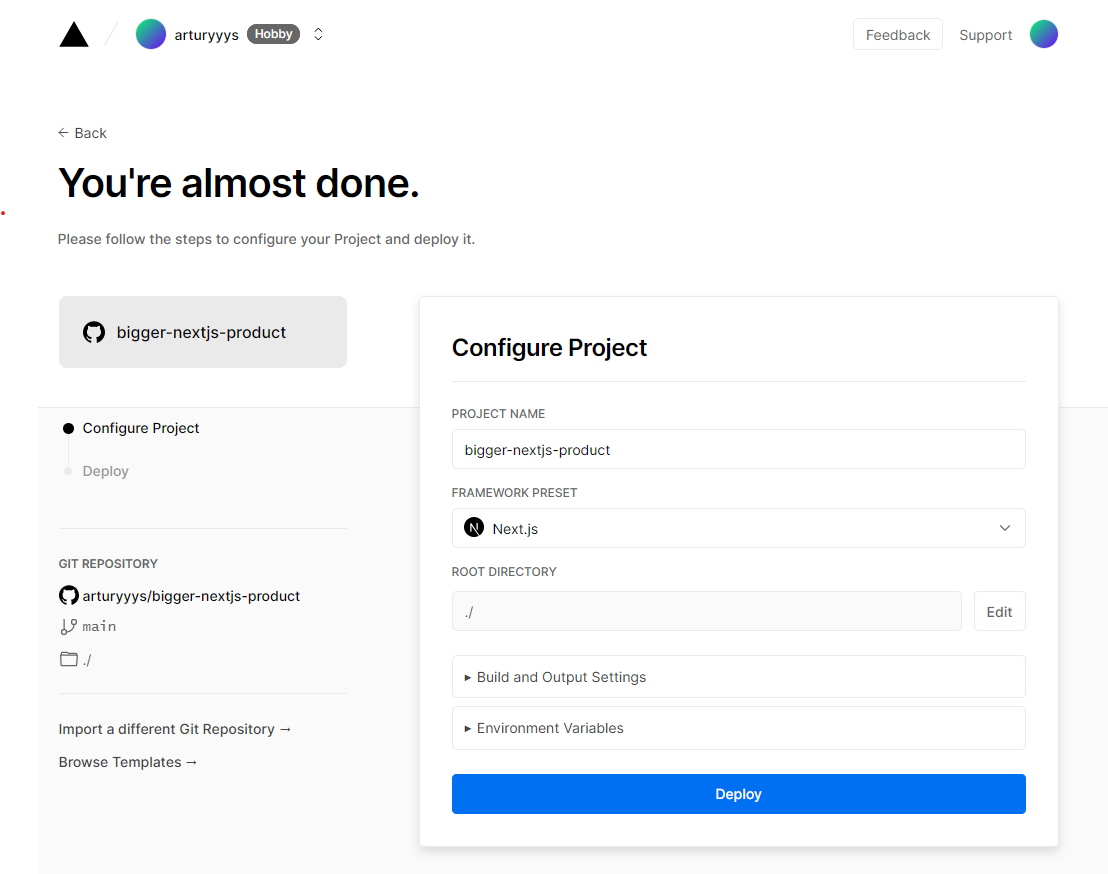 arturyyys Hobby
Feedback Support
← Back
You're almost done.
Please follow the steps to configure your Project and deploy it.
bigger-nextjs-product
Configure Project
Deploy
GIT REPOSITORY
arturyyys/bigger-nextjs-product
main
./
Import a different Git Repository →
Browse Templates →
Configure Project
PROJECT NAME
bigger-nextjs-product
FRAMEWORK PRESET
N Next.js
ROOT DIRECTORY
./ Edit
▸ Build and Output Settings
▸ Environment Variables
Deploy